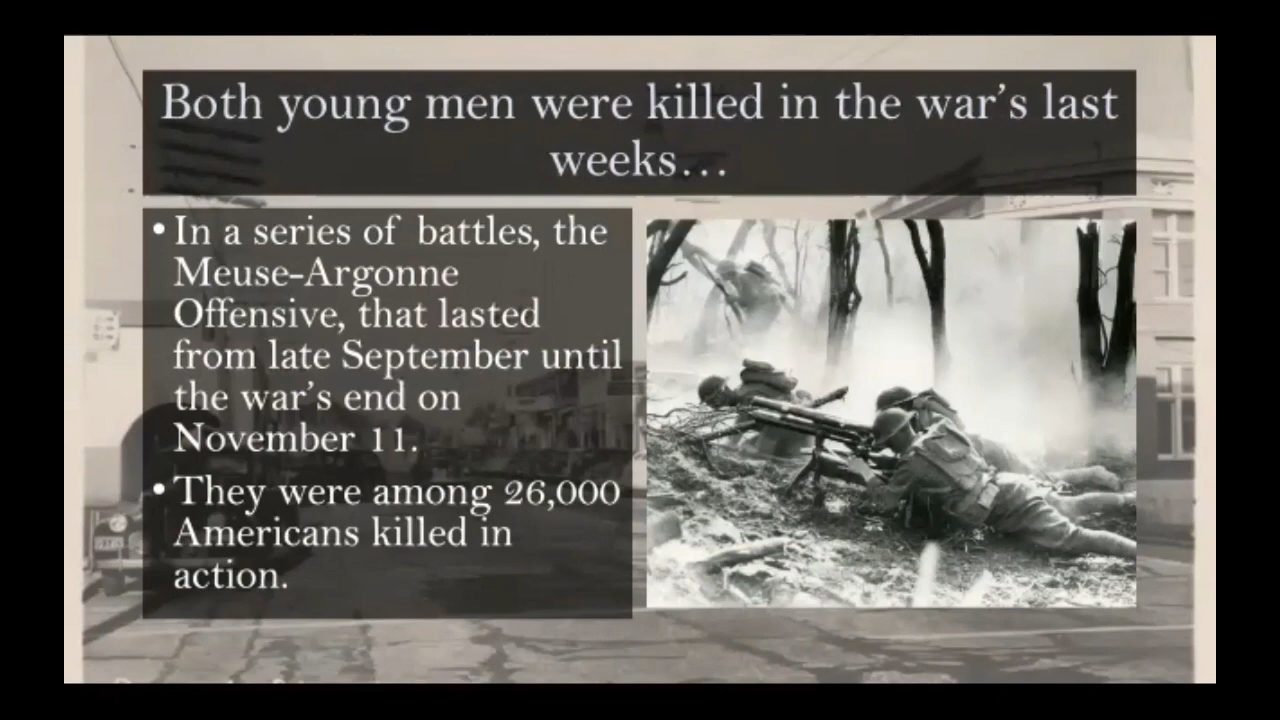 Both young men were killed in the war's last
weeks…
• In a series of battles, the
Meuse-Argonne
Offensive, that lasted
from late September until
the war's end on
November 11.
• They were among 26,000
Americans killed in
action.